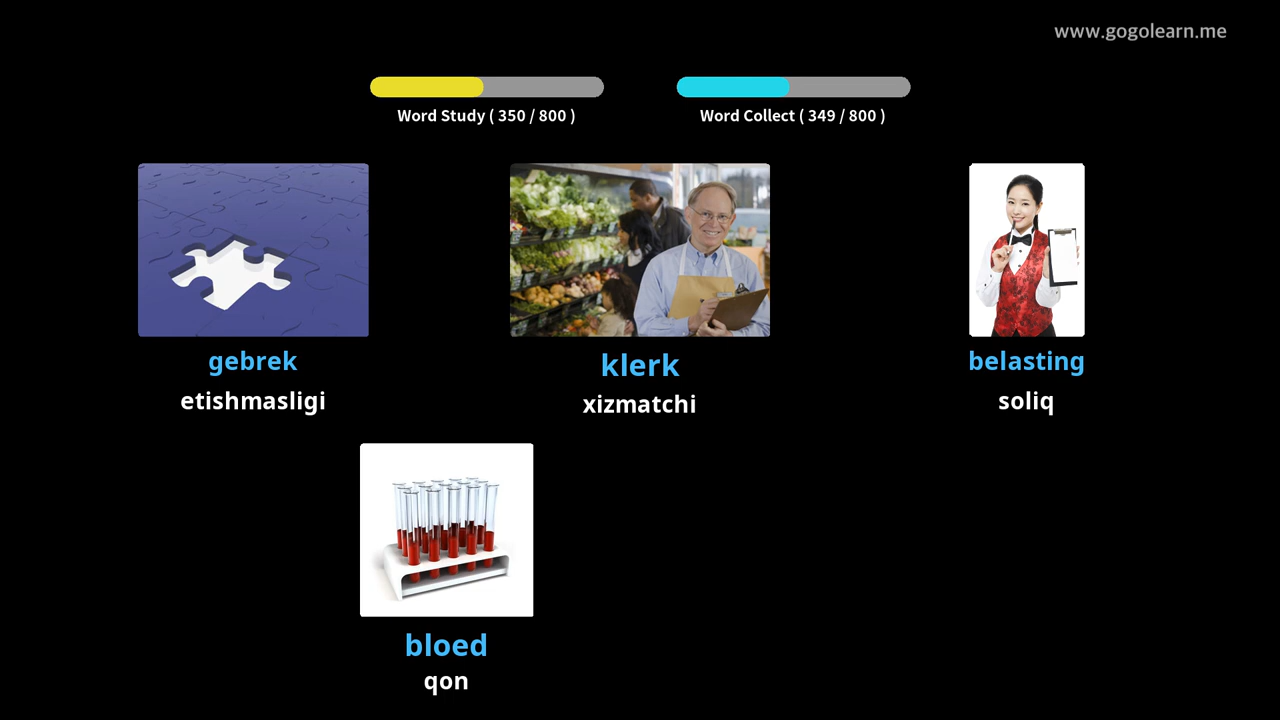 www.gogolearn.me
Word Study ( 350 / 800 )
Word Collect ( 349 / 800 )
gebrek
etishmasligi
klerk
xizmatchi
belasting
soliq
bloed
qon